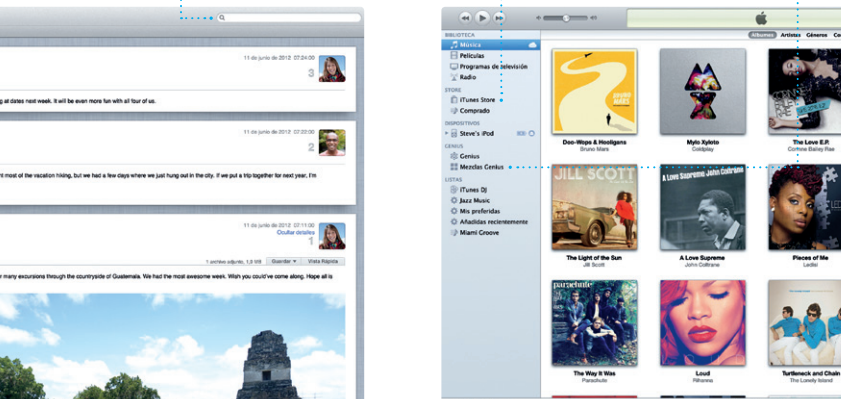 11 de junio de 2012 07:24:00
3
ng at dates next week. It will be even more fun with all four of us.
11 de junio de 2012 07:22:00
2
nt most of the vacation hiking, but we had a few days where we just hung out in the city. If we put a trip together for next year, I'm
11 de junio de 2012 07:11:00
Ocultar detalles
1
1 archivo adjunto, 1,9 MB
Guardar
Vista Rápida
r many excursions through the countryside of Guatemala. We had the most awesome week. Wish you could've come along. Hope all is
BIBLIOTECA
Música
Películas
Programas de televisión
Radio
STORE
iTunes Store
Comprado
DISPOSITIVOS
Steve's iPod
GENIUS
Genius
Mezclas Genius
LISTAS
iTunes DJ
Jazz Music
Mis preferidas
Añadidas recientemente
Miami Groove
Álbumes Artistas Géneros Co
BRUNO MARS
Doo-Wops & Hooligans
Bruno Mars
Mylo Xyloto
Coldplay
The Love E.P.
Corinne Bailey Rae
JILL SCOTT
The Light of the Sun
Jill Scott
A Love Supreme John Coltrane
A Love Supreme
John Coltrane
Pieces of Me
Ledisi
parachute
The Way It Was
Parachute
Loud
Rihanna
Turtleneck and Chain
The Lonely Island